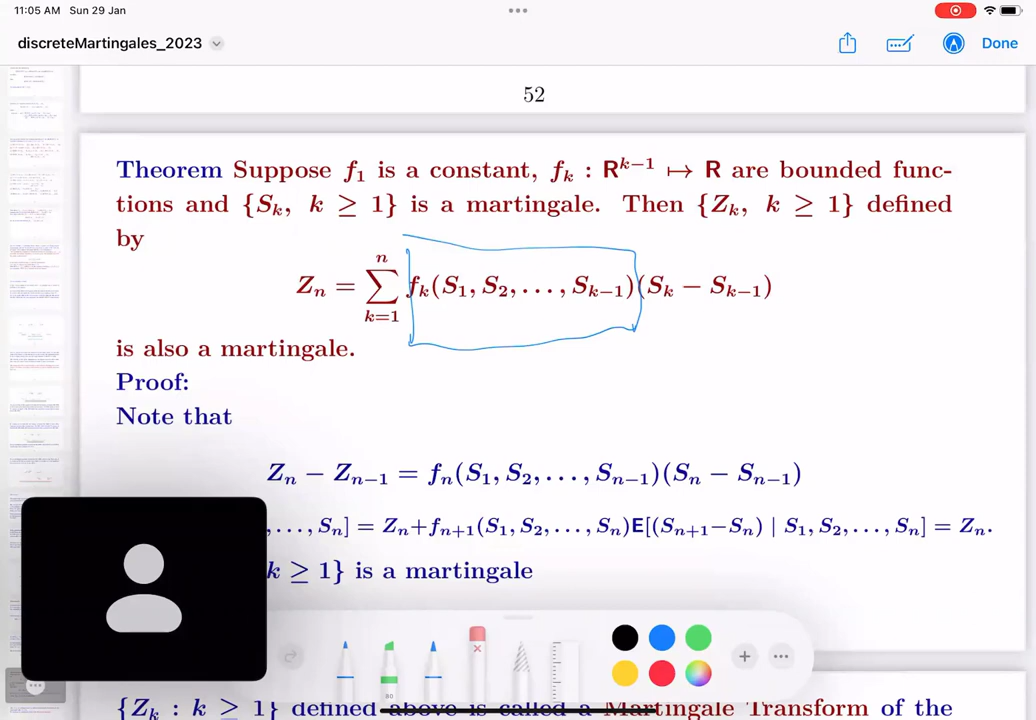 11:05 AM Sun 29 Jan
discreteMartingales_2023
Done
52
Theorem Suppose f₁ is a constant, fₖ : Rᵏ⁻¹ ↦ R are bounded func-
tions and {Sₖ, k ≥ 1} is a martingale. Then {Zₖ, k ≥ 1} defined
by
Zₙ = ∑ₖ₌₁ⁿ fₖ(S₁, S₂, . . . , Sₖ₋₁)(Sₖ − Sₖ₋₁)
is also a martingale.
Proof:
Note that
Zₙ − Zₙ₋₁ = fₙ(S₁, S₂, . . . , Sₙ₋₁)(Sₙ − Sₙ₋₁)
, . . . , Sₙ] = Zₙ+fₙ₊₁(S₁, S₂, . . . , Sₙ)E[(Sₙ₊₁−Sₙ) | S₁, S₂, . . . , Sₙ] = Zₙ.
k ≥ 1} is a martingale
{Zₖ : k ≥ 1} defined above is called a Martingale Transform of the